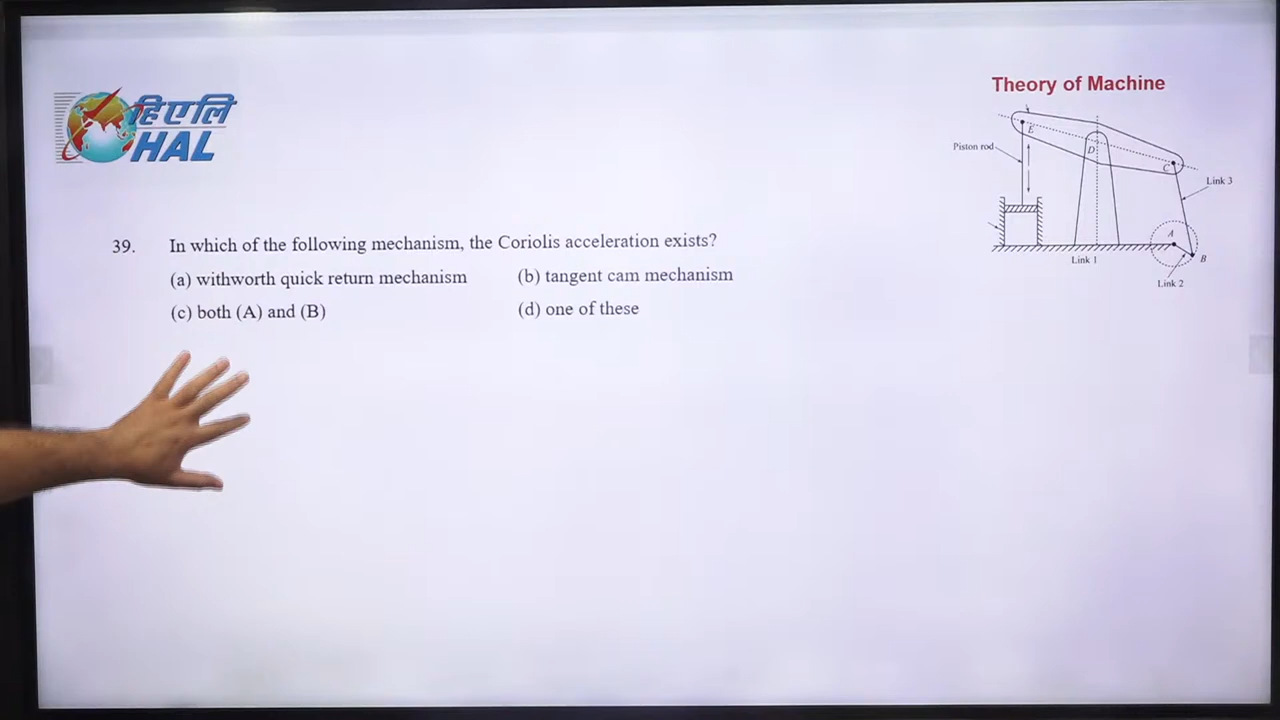 हिएलि
HAL
Theory of Machine
E
D
C
Piston rod
Link 3
A
B
Link 1
Link 2
39. In which of the following mechanism, the Coriolis acceleration exists?
(a) withworth quick return mechanism (b) tangent cam mechanism
(c) both (A) and (B) (d) one of these